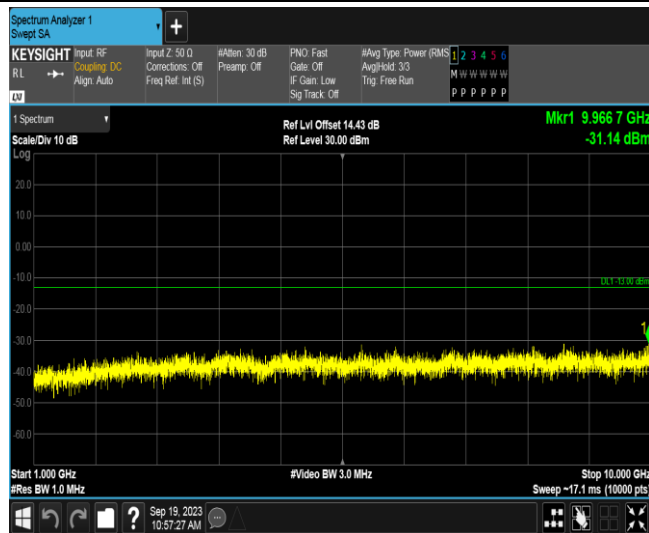 Spectrum Analyzer 1
Swept SA
+
KEYSIGHT
RL
Input: RF
Coupling: DC
Align: Auto
Input Z: 50 Ω
Corrections: Off
Freq Ref: Int (S)
#Atten: 30 dB
Preamp: Off
PNO: Fast
Gate: Off
IF Gain: Low
Sig Track: Off
#Avg Type: Power (RMS
Avg|Hold: 3/3
Trig: Free Run
1 2 3 4 5 6
M W W W W W
P P P P P P
LXI
1 Spectrum
Scale/Div 10 dB
Log
Ref Lvl Offset 14.43 dB
Ref Level 30.00 dBm
Mkr1 9.966 7 GHz
-31.14 dBm
20.0
10.0
0.00
-10.0
DL1 -13.00 dBm
-20.0
1
-30.0
-40.0
-50.0
-60.0
Start 1.000 GHz
#Res BW 1.0 MHz
#Video BW 3.0 MHz
Stop 10.000 GHz
Sweep ~17.1 ms (10000 pts)
?
Sep 19, 2023
10:57:27 AM